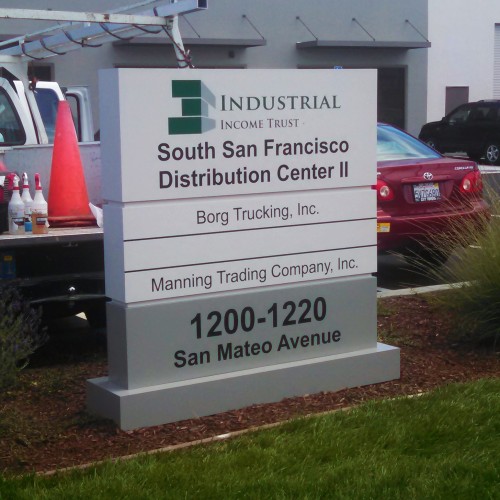 INDUSTRIAL
INCOME TRUST
South San Francisco
Distribution Center II
Borg Trucking, Inc.
Manning Trading Company, Inc.
1200-1220
San Mateo Avenue